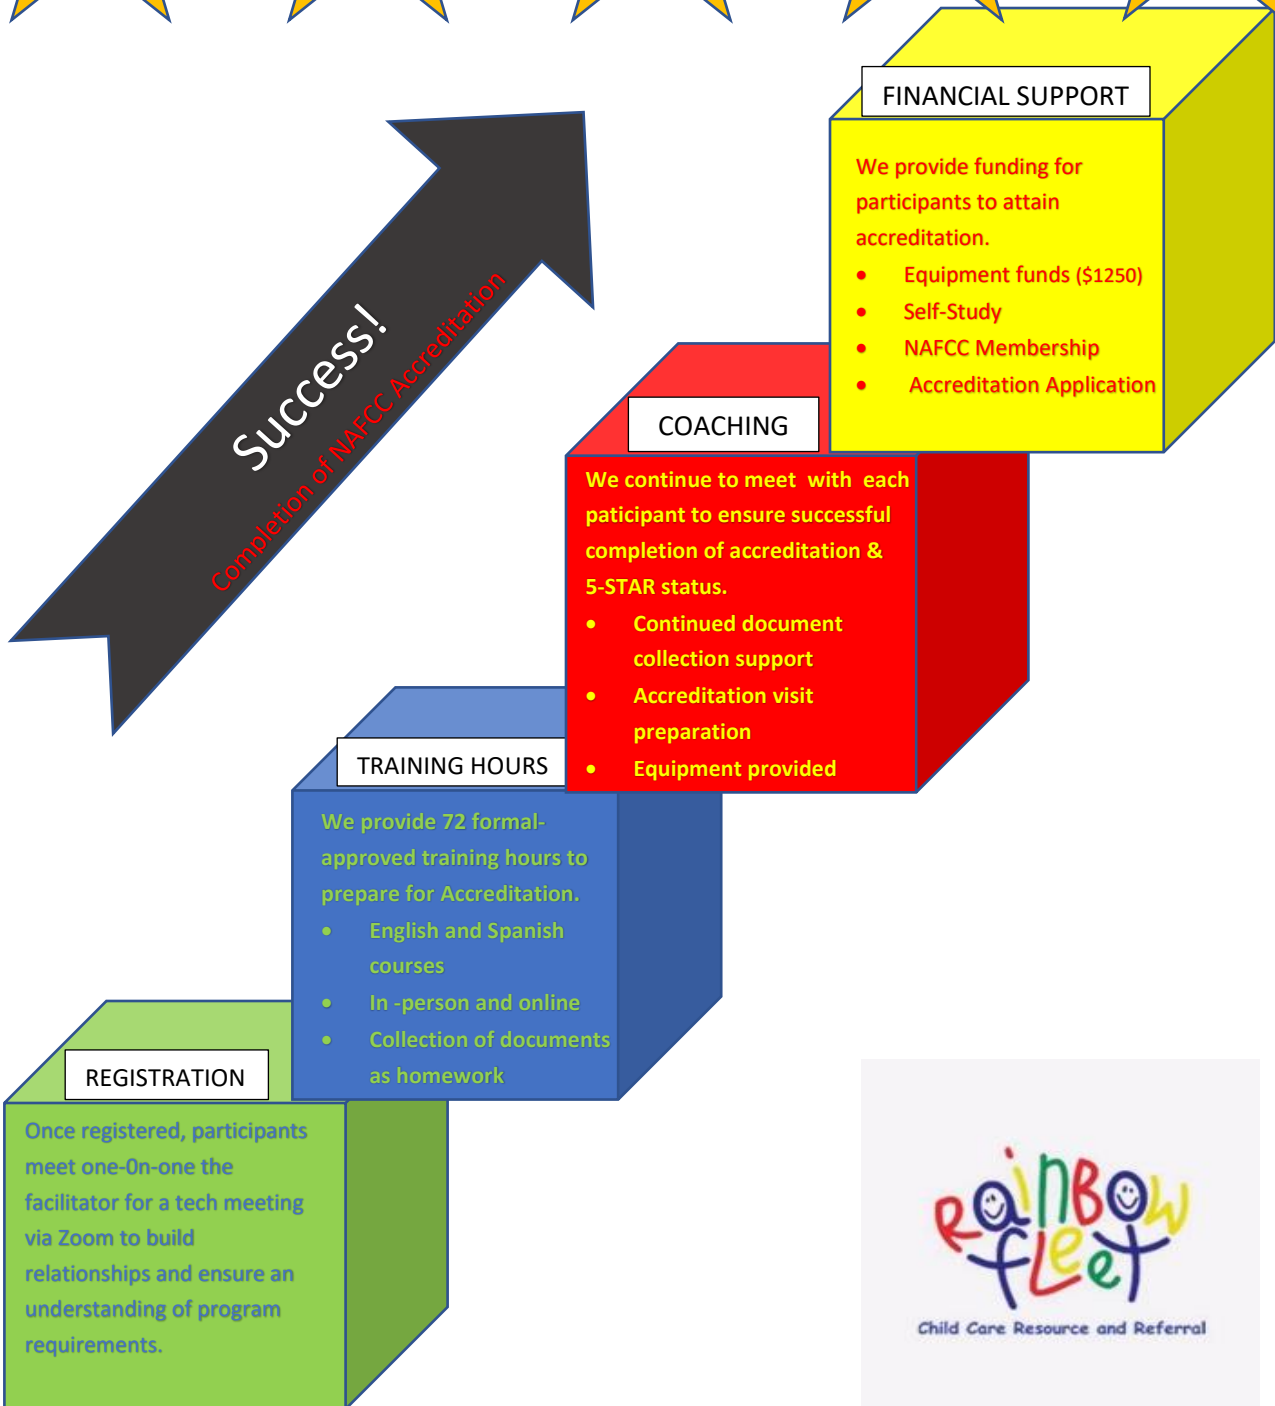 FINANCIAL SUPPORT
We provide funding for
participants to attain
accreditation.
• Equipment funds ($1250)
• Self-Study
• NAFCC Membership
• Accreditation Application
Success!
Completion of NAFCC Accreditation
COACHING
We continue to meet with each
paticipant to ensure successful
completion of accreditation &
5-STAR status.
• Continued document
collection support
• Accreditation visit
preparation
• Equipment provided
TRAINING HOURS
We provide 72 formal-
approved training hours to
prepare for Accreditation.
• English and Spanish
courses
• In -person and online
• Collection of documents
as homework
REGISTRATION
Once registered, participants
meet one-0n-one the
facilitator for a tech meeting
via Zoom to build
relationships and ensure an
understanding of program
requirements.
RainBOW
fLeeT
Child Care Resource and Referral